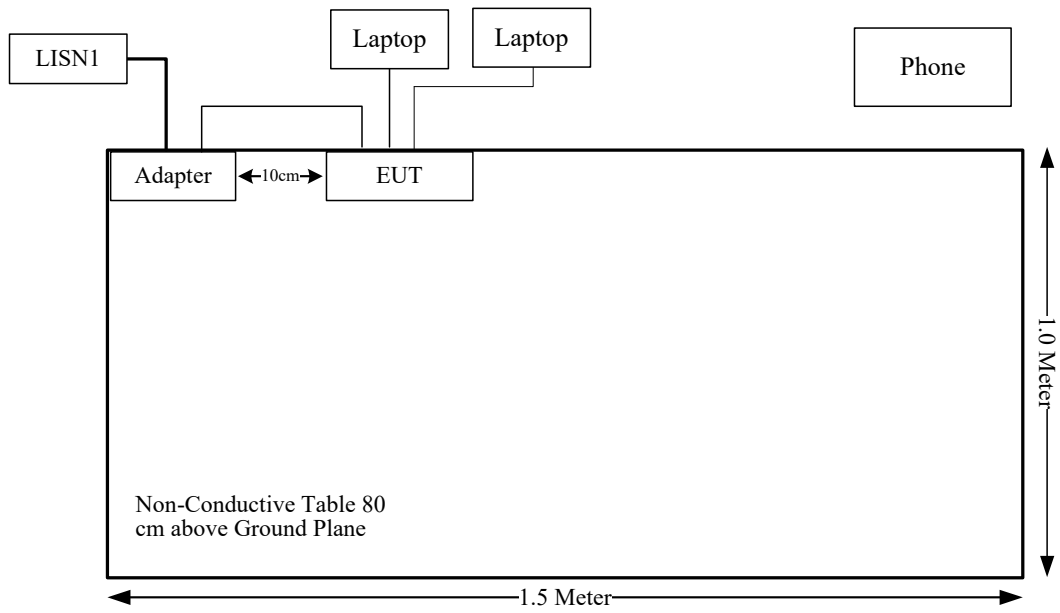 LISN1
Laptop
Laptop
Phone
Adapter
10cm
EUT
1.0 Meter
Non-Conductive Table 80
cm above Ground Plane
1.5 Meter